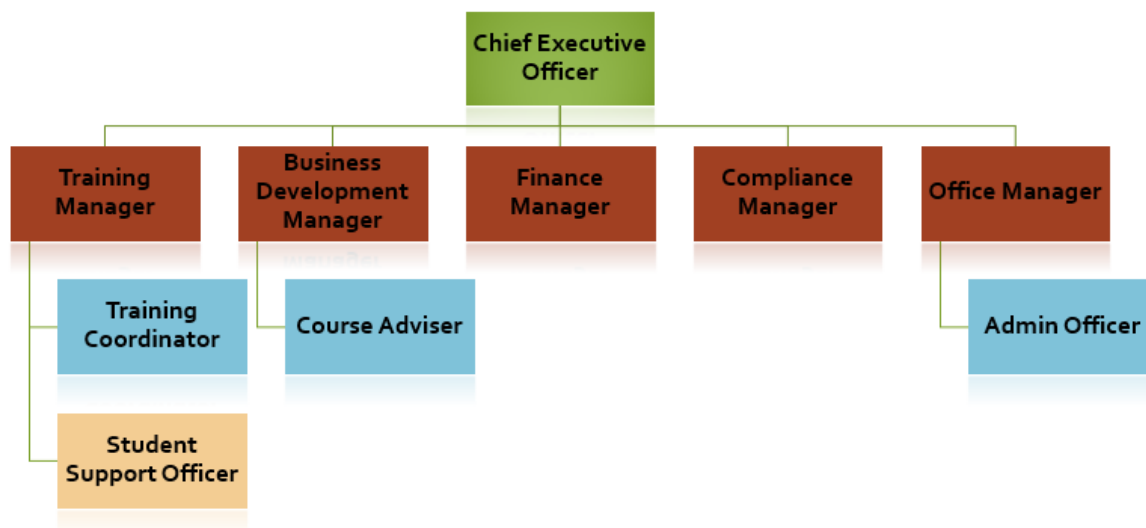 Chief Executive
Officer
Training
Manager
Business
Development
Manager
Finance
Manager
Compliance
Manager
Office Manager
Training
Coordinator
Course Adviser
Admin Officer
Student
Support Officer